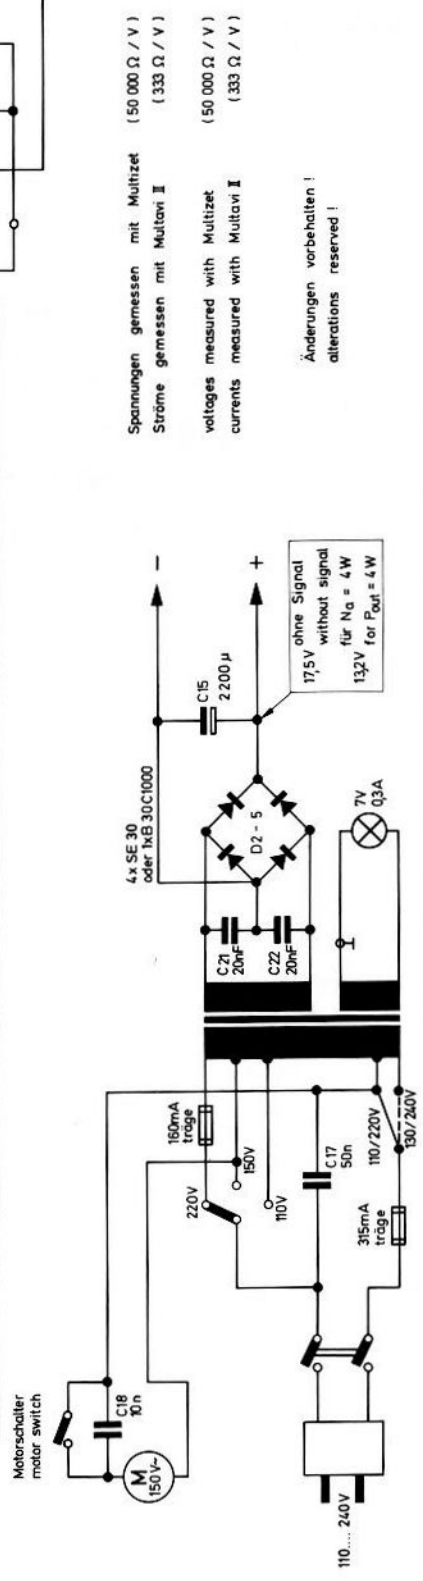 Motorschalter
motor switch
C18
10n
M
150V~
110.... 240V
160mA
träge
220V
150V
110V
C17
50n
110/220V
130/240V
315mA
träge
4 x SE 30
oder 1xB 30C1000
C21
20nF
C22
20nF
D2 - 5
C15
2200 µ
−
+
17,5V ohne Signal
without signal
für Na = 4W
13,2V for Pout = 4W
7V
0,3A
Spannungen gemessen mit Multizet (50 000 Ω / V)
Ströme gemessen mit Multavi II (333 Ω / V)
voltages measured with Multizet (50 000 Ω / V)
currents measured with Multavi II (333 Ω / V)
Änderungen vorbehalten !
alterations reserved !